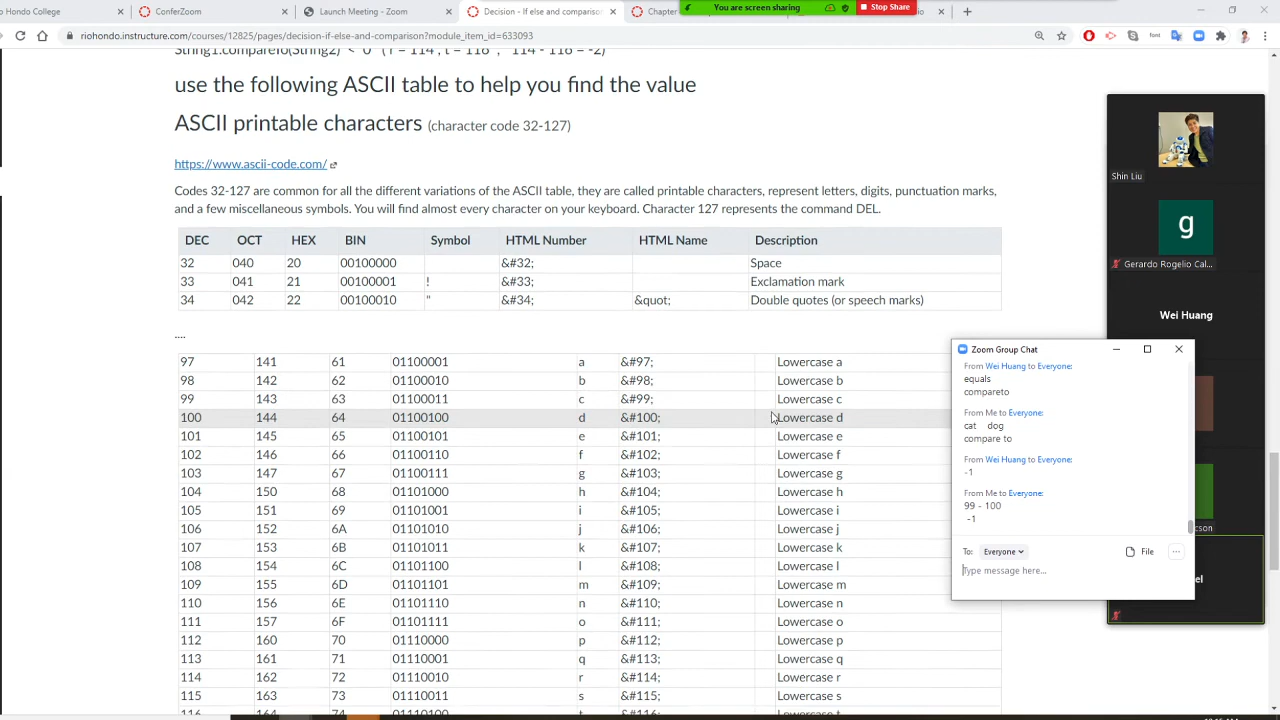 o Hondo College
ConferZoom
Launch Meeting - Zoom
Decision - If else and comparison
Chapter
You are screen sharing
Stop Share
riohondo.instructure.com/courses/12825/pages/decision-if-else-and-comparison?module_item_id=633093
use the following ASCII table to help you find the value
ASCII printable characters (character code 32-127)
https://www.ascii-code.com/
Codes 32-127 are common for all the different variations of the ASCII table, they are called printable characters, represent letters, digits, punctuation marks,
and a few miscellaneous symbols. You will find almost every character on your keyboard. Character 127 represents the command DEL.
DEC OCT HEX BIN Symbol HTML Number HTML Name Description
32 040 20 00100000 &#32; Space
33 041 21 00100001 ! &#33; Exclamation mark
34 042 22 00100010 " &#34; &quot; Double quotes (or speech marks)
....
97 141 61 01100001 a &#97; Lowercase a
98 142 62 01100010 b &#98; Lowercase b
99 143 63 01100011 c &#99; Lowercase c
100 144 64 01100100 d &#100; Lowercase d
101 145 65 01100101 e &#101; Lowercase e
102 146 66 01100110 f &#102; Lowercase f
103 147 67 01100111 g &#103; Lowercase g
104 150 68 01101000 h &#104; Lowercase h
105 151 69 01101001 i &#105; Lowercase i
106 152 6A 01101010 j &#106; Lowercase j
107 153 6B 01101011 k &#107; Lowercase k
108 154 6C 01101100 l &#108; Lowercase l
109 155 6D 01101101 m &#109; Lowercase m
110 156 6E 01101110 n &#110; Lowercase n
111 157 6F 01101111 o &#111; Lowercase o
112 160 70 01110000 p &#112; Lowercase p
113 161 71 01110001 q &#113; Lowercase q
114 162 72 01110010 r &#114; Lowercase r
115 163 73 01110011 s &#115; Lowercase s
116 164 74 01110100 t &#116; Lowercase t
Shin Liu
g
Gerardo Rogelio Cal...
Wei Huang
Zoom Group Chat
From Wei Huang to Everyone:
equals
compareto
From Me to Everyone:
cat dog
compare to
From Wei Huang to Everyone:
-1
From Me to Everyone:
99 - 100
-1
To: Everyone File ...
Type message here...
cson
el